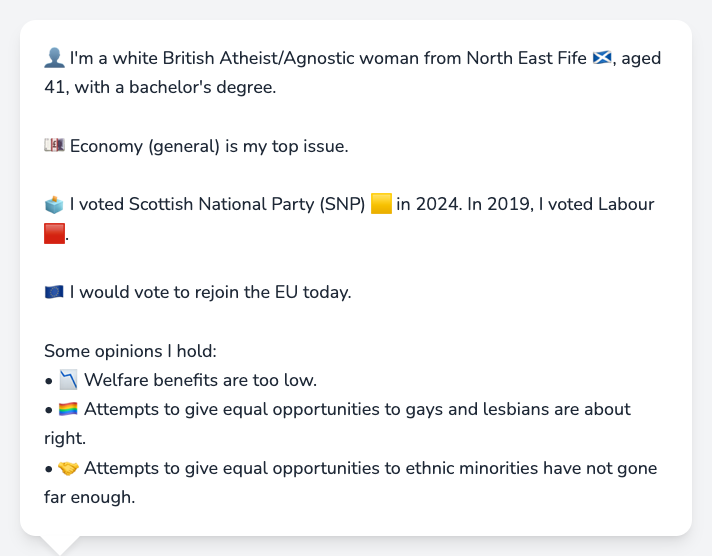 👤 I'm a white British Atheist/Agnostic woman from North East Fife 🏴󠁧󠁢󠁳󠁣󠁴󠁿, aged
41, with a bachelor's degree.
💷 Economy (general) is my top issue.
🗳️ I voted Scottish National Party (SNP) 🟨 in 2024. In 2019, I voted Labour
🟥.
🇪🇺 I would vote to rejoin the EU today.
Some opinions I hold:
• 📉 Welfare benefits are too low.
• 🏳️‍🌈 Attempts to give equal opportunities to gays and lesbians are about
right.
• 🤝 Attempts to give equal opportunities to ethnic minorities have not gone
far enough.